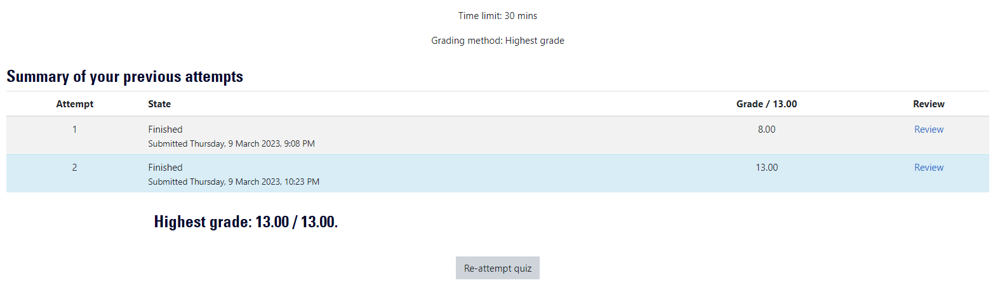 Time limit: 30 mins
Grading method: Highest grade
Summary of your previous attempts
Attempt State Grade / 13.00 Review
1 Finished 8.00 Review
Submitted Thursday, 9 March 2023, 9:08 PM
2 Finished 13.00 Review
Submitted Thursday, 9 March 2023, 10:23 PM
Highest grade: 13.00 / 13.00.
Re-attempt quiz